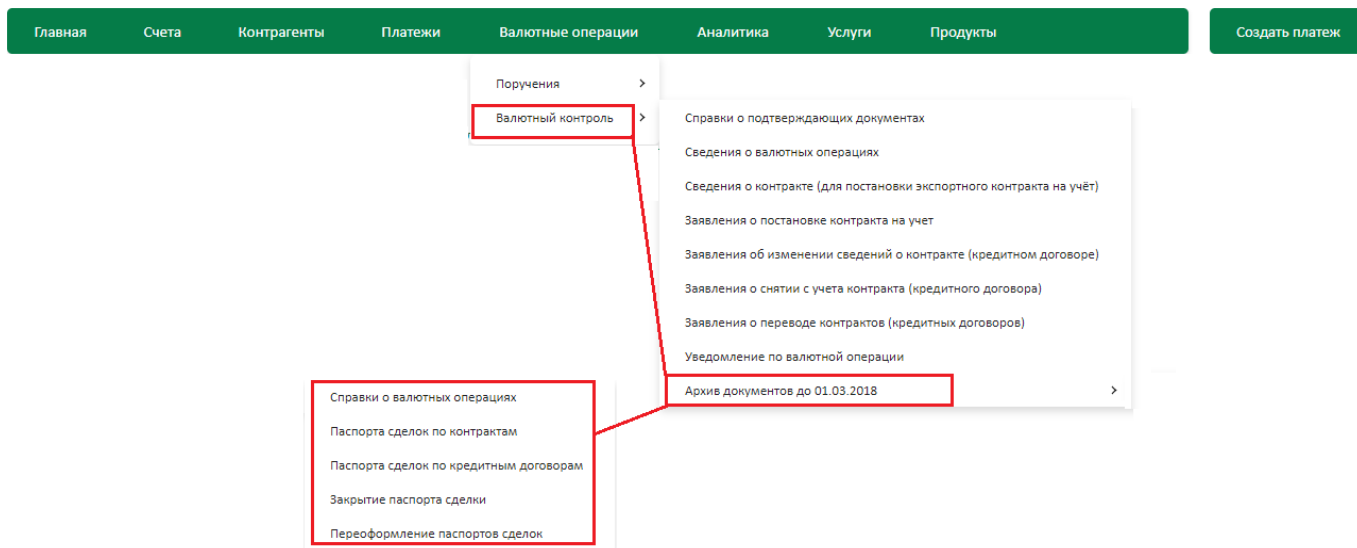 Главная Счета Контрагенты Платежи Валютные операции Аналитика Услуги Продукты Создать платеж
Поручения
Валютный контроль
Справки о подтверждающих документах
Сведения о валютных операциях
Сведения о контракте (для постановки экспортного контракта на учёт)
Заявления о постановке контракта на учет
Заявления об изменении сведений о контракте (кредитном договоре)
Заявления о снятии с учета контракта (кредитного договора)
Заявления о переводе контрактов (кредитных договоров)
Уведомление по валютной операции
Архив документов до 01.03.2018
Справки о валютных операциях
Паспорта сделок по контрактам
Паспорта сделок по кредитным договорам
Закрытие паспорта сделки
Переоформление паспортов сделок